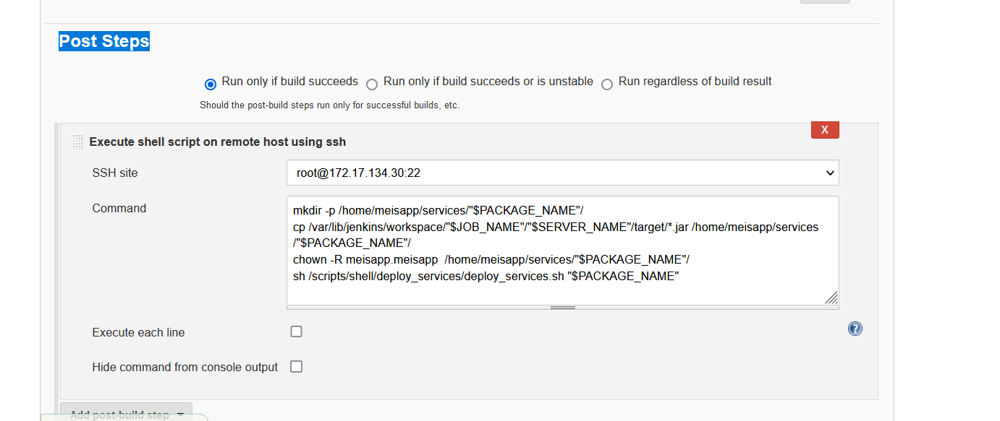 Post Steps
Run only if build succeeds Run only if build succeeds or is unstable Run regardless of build result
Should the post-build steps run only for successful builds, etc.
X
Execute shell script on remote host using ssh
SSH site root@172.17.134.30:22
Command
mkdir -p /home/meisapp/services/"$PACKAGE_NAME"/
cp /var/lib/jenkins/workspace/"$JOB_NAME"/"$SERVER_NAME"/target/*.jar /home/meisapp/services
/"$PACKAGE_NAME"/
chown -R meisapp.meisapp  /home/meisapp/services/"$PACKAGE_NAME"/
sh /scripts/shell/deploy_services/deploy_services.sh "$PACKAGE_NAME"
Execute each line
?
Hide command from console output
Add post-build step